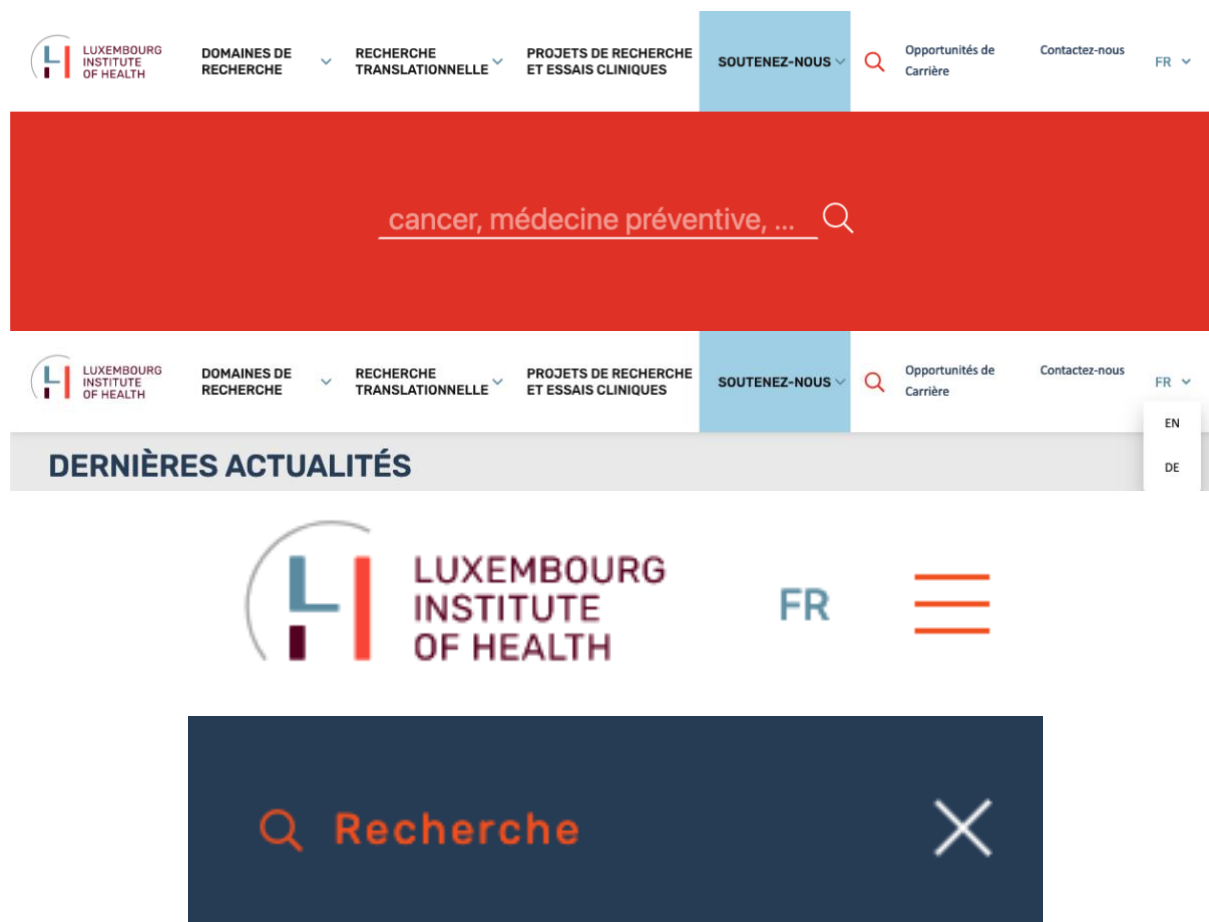 LUXEMBOURG
INSTITUTE
OF HEALTH
DOMAINES DE
RECHERCHE
RECHERCHE
TRANSLATIONNELLE
PROJETS DE RECHERCHE
ET ESSAIS CLINIQUES
SOUTENEZ-NOUS
Opportunités de
Carrière
Contactez-nous
FR
cancer, médecine préventive, ...
LUXEMBOURG
INSTITUTE
OF HEALTH
DOMAINES DE
RECHERCHE
RECHERCHE
TRANSLATIONNELLE
PROJETS DE RECHERCHE
ET ESSAIS CLINIQUES
SOUTENEZ-NOUS
Opportunités de
Carrière
Contactez-nous
FR
EN
DE
DERNIÈRES ACTUALITÉS
LUXEMBOURG
INSTITUTE
OF HEALTH
FR
Recherche